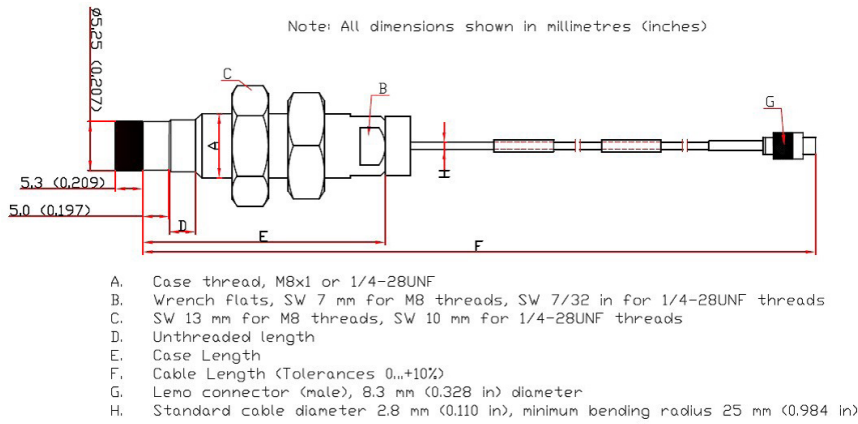 Note: All dimensions shown in millimetres (inches)
ø5.25 (0.207)
C
B
G
A
H
5.3 (0.209)
5.0 (0.197)
D
E
F
A. Case thread, M8x1 or 1/4-28UNF
B. Wrench flats, SW 7 mm for M8 threads, SW 7/32 in for 1/4-28UNF threads
C. SW 13 mm for M8 threads, SW 10 mm for 1/4-28UNF threads
D. Unthreaded length
E. Case Length
F. Cable Length (Tolerances 0...+10%)
G. Lemo connector (male), 8.3 mm (0.328 in) diameter
H. Standard cable diameter 2.8 mm (0.110 in), minimum bending radius 25 mm (0.984 in)